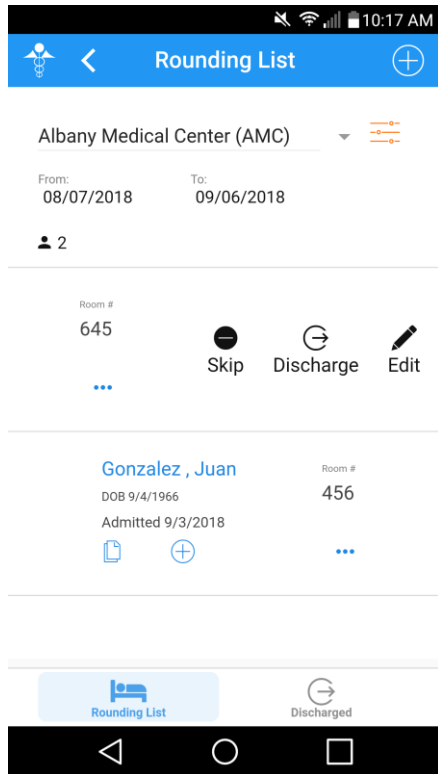 10:17 AM
Rounding List
Albany Medical Center (AMC)
From:
To:
08/07/2018
09/06/2018
2
Room #
645
Skip
Discharge
Edit
Gonzalez , Juan
DOB 9/4/1966
Admitted 9/3/2018
Room #
456
Rounding List
Discharged